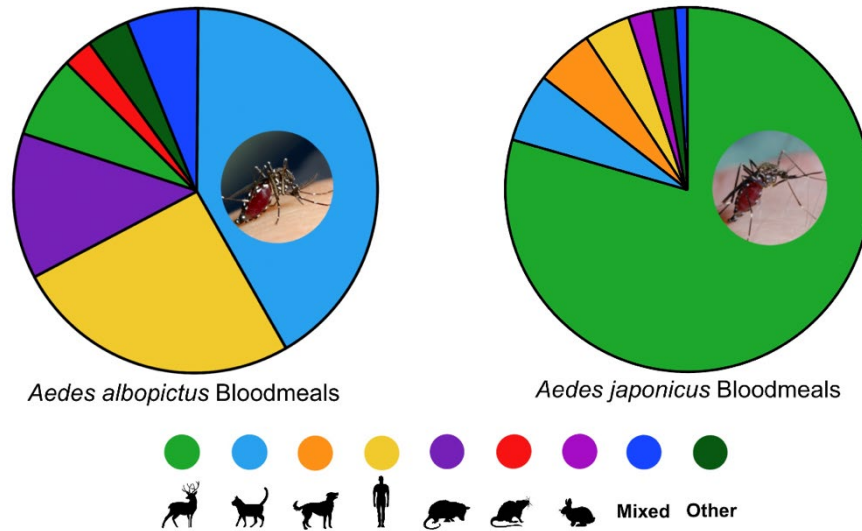 Aedes albopictus Bloodmeals
Aedes japonicus Bloodmeals
Mixed Other